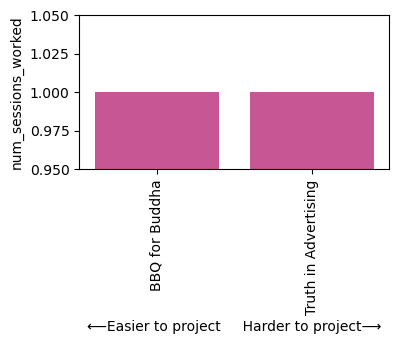 num_sessions_worked
1.050
1.025
1.000
0.975
0.950
BBQ for Buddha
Truth in Advertising
⟵Easier to project
Harder to project⟶